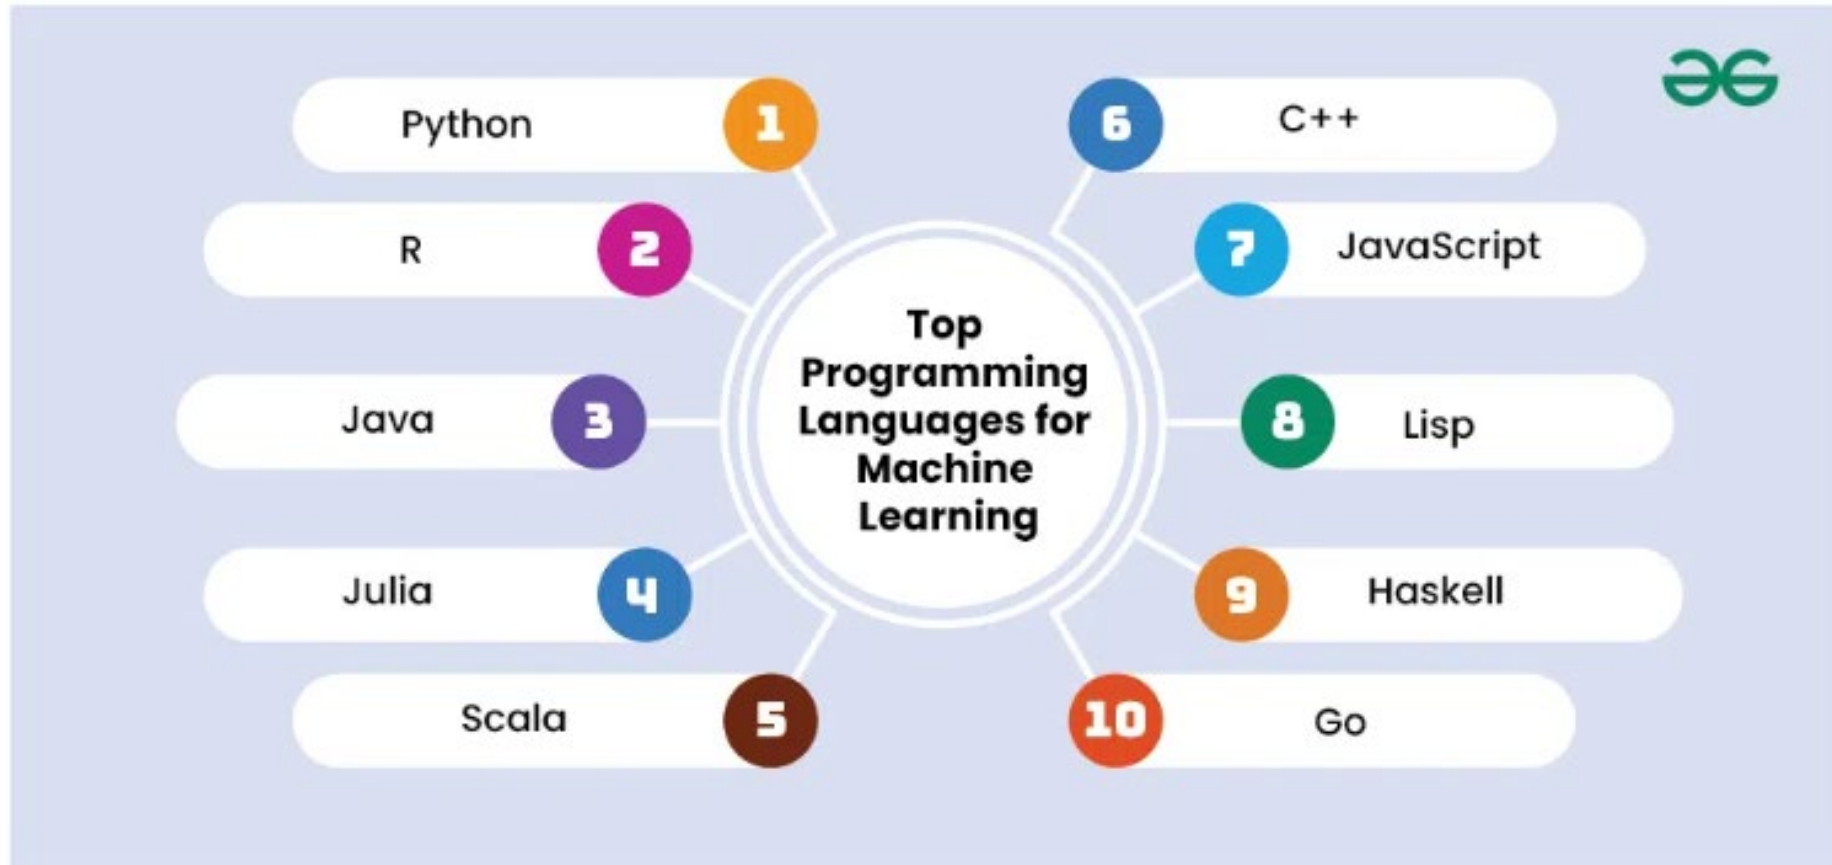 Python 1
R 2
Java 3
Julia 4
Scala 5
Top
Programming
Languages for
Machine
Learning
6 C++
7 JavaScript
8 Lisp
9 Haskell
10 Go